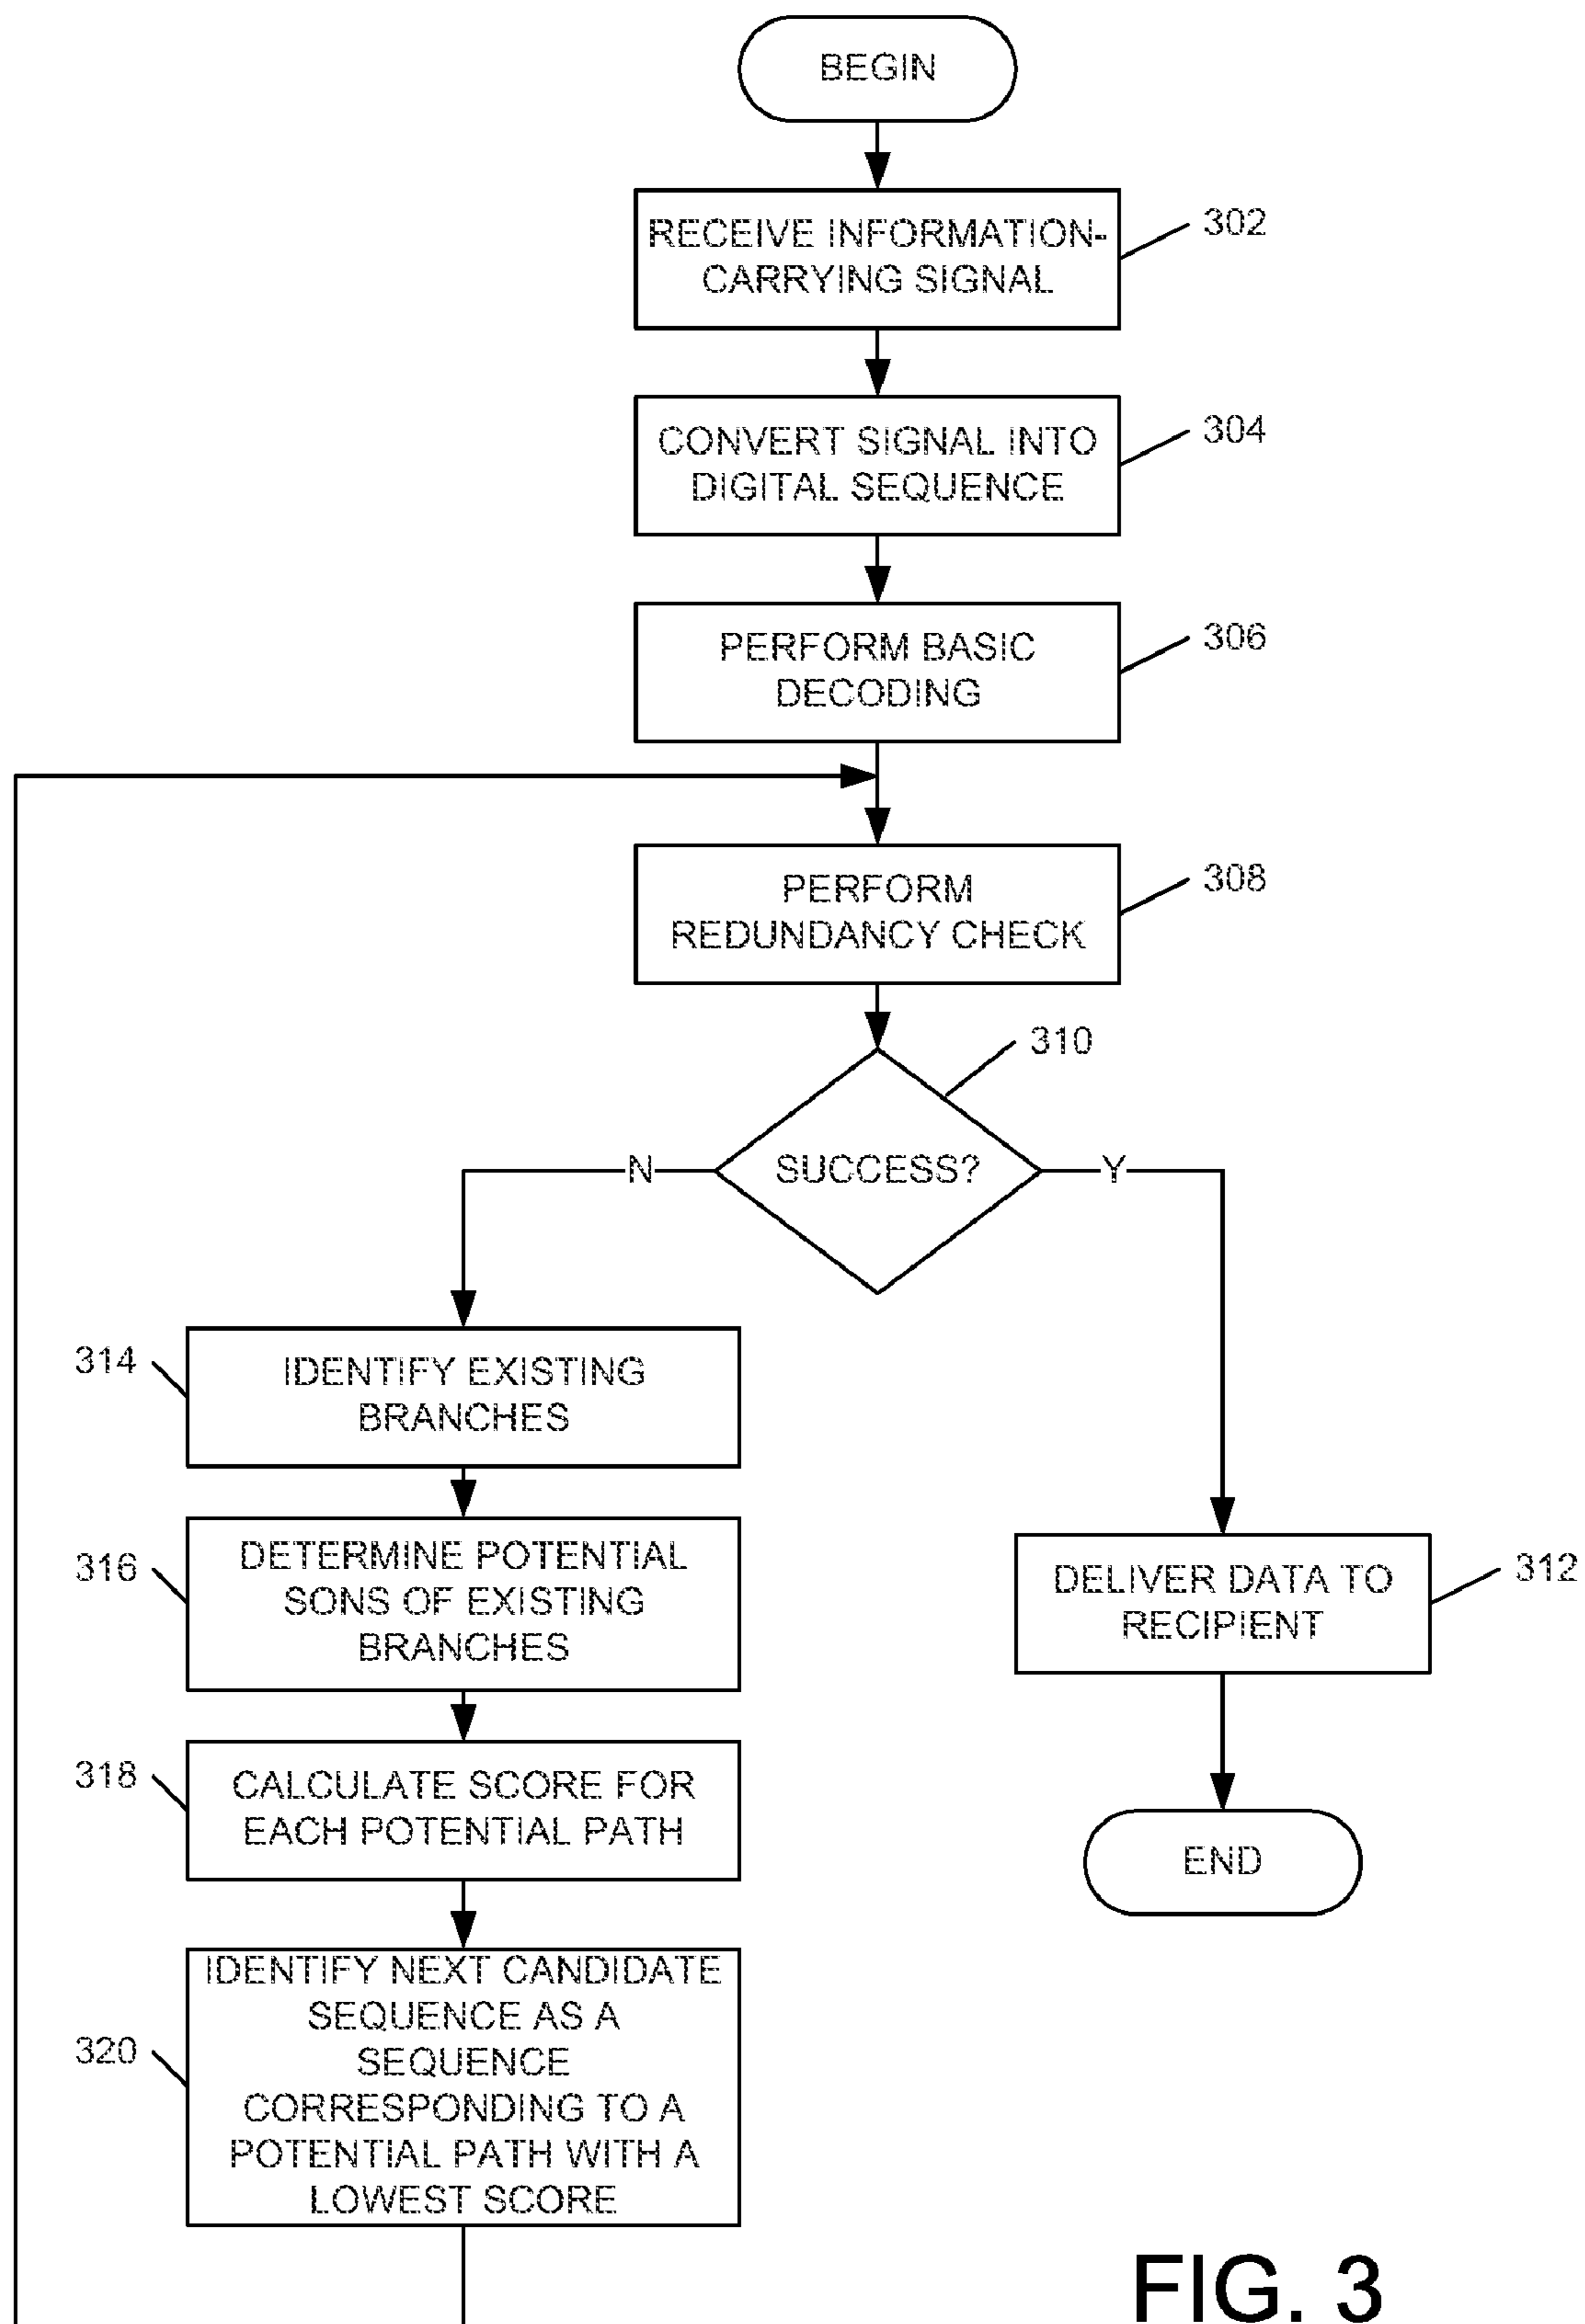 BEGIN
RECEIVE INFORMATION-
CARRYING SIGNAL
302
CONVERT SIGNAL INTO
DIGITAL SEQUENCE
304
PERFORM BASIC
DECODING
306
PERFORM
REDUNDANCY CHECK
308
310
N
SUCCESS?
Y
314
IDENTIFY EXISTING
BRANCHES
316
DETERMINE POTENTIAL
SONS OF EXISTING
BRANCHES
DELIVER DATA TO
RECIPIENT
312
318
CALCULATE SCORE FOR
EACH POTENTIAL PATH
END
320
IDENTIFY NEXT CANDIDATE
SEQUENCE AS A
SEQUENCE
CORRESPONDING TO A
POTENTIAL PATH WITH A
LOWEST SCORE
FIG. 3